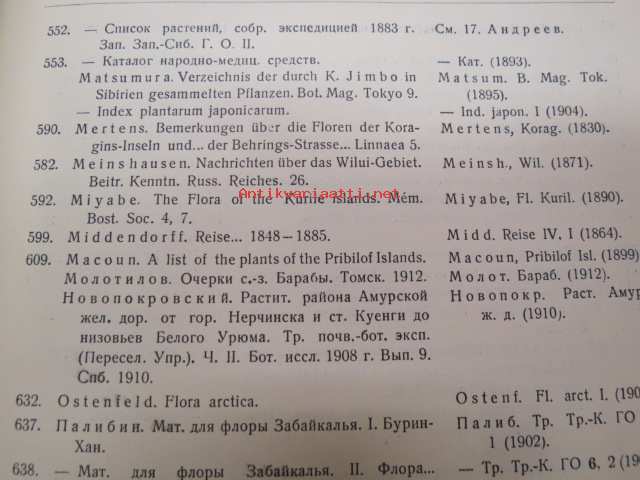 552. — Список растений, собр. экспедицией 1883 г. См. 17. Андреев.
Зап. Зап.-Сиб. Г. О. II.
553. — Каталог народно-медиц. средств. — Кат. (1893).
Matsumura. Verzeichnis der durch K. Jimbo in Matsum. B. Mag. Tok.
Sibirien gesammelten Pflanzen. Bot. Mag. Tokyo 9. (1895).
— Index plantarum japonicarum. — Ind. japon. I (1904).
590. Mertens. Bemerkungen über die Floren der Kora- Mertens, Korag. (1830).
gins-Inseln und... der Behrings-Strasse... Linnaea 5.
582. Meinshausen. Nachrichten über das Wilui-Gebiet. Meinsh., Wil. (1871).
Beitr. Kenntn. Russ. Reiches. 26.
Antikvariaatti.net
592. Miyabe. The Flora of the Kurile Islands. Mém. Miyabe, Fl. Kuril. (1890).
Bost. Soc. 4, 7.
599. Middendorff. Reise... 1848—1885. Midd. Reise IV, I (1864).
609. Macoun. A list of the plants of the Pribilof Islands. Macoun, Pribilof Isl. (1899)
Молотилов. Очерки с.-з. Барабы. Томск. 1912. Молот. Бараб. (1912).
Новопокровский. Растит. района Амурской Новопокр. Раст. Амур
жел. дор. от гор. Нерчинска и ст. Куенги до ж. д. (1910).
низовьев Белого Урюма. Тр. почв.-бот. эксп.
(Пересел. Упр.). Ч. II. Бот. иссл. 1908 г. Вып. 9.
Спб. 1910.
632. Ostenfeld. Flora arctica. Ostenf. Fl. arct. I. (190
637. Палибин. Мат. для флоры Забайкалья. I. Бурин- Палиб. Тр. Тр.-К. ГО
Хан. 1 (1902).
638. — Мат. для флоры Забайкалья. II. Флора... — Тр. Тр.-К. ГО 6, 2 (19